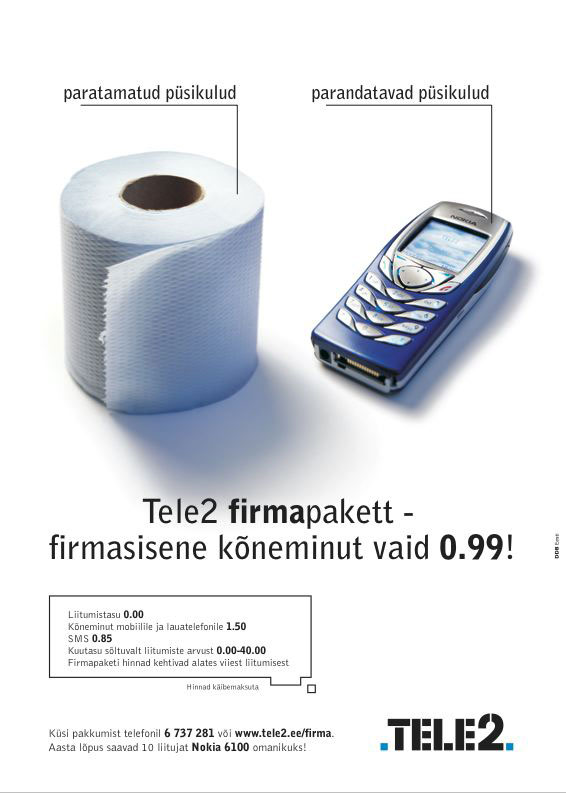 paratamatud püsikulud
parandatavad püsikulud
NOKIA
Tele2 firmapakett -
firmasisene kõneminut vaid 0.99!
DDB Eesti
Liitumistasu 0.00
Kõneminut mobiilile ja lauatelefonile 1.50
SMS 0.85
Kuutasu sõltuvalt liitumiste arvust 0.00-40.00
Firmapaketi hinnad kehtivad alates viiest liitumisest
Hinnad käibemaksuta
Küsi pakkumist telefonil 6 737 281 või www.tele2.ee/firma.
Aasta lõpus saavad 10 liitujat Nokia 6100 omanikuks!
.TELE2.